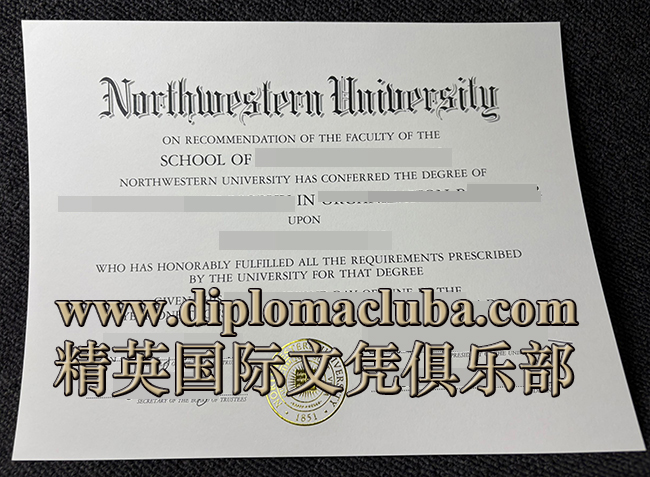 Northwestern University
ON RECOMMENDATION OF THE FACULTY OF THE
SCHOOL OF
NORTHWESTERN UNIVERSITY HAS CONFERRED THE DEGREE OF
IN
UPON
WHO HAS HONORABLY FULFILLED ALL THE REQUIREMENTS PRESCRIBED
BY THE UNIVERSITY FOR THAT DEGREE
www.diplomacluba.com
精英国际文凭俱乐部
SECRETARY OF THE BOARD OF TRUSTEES
1851